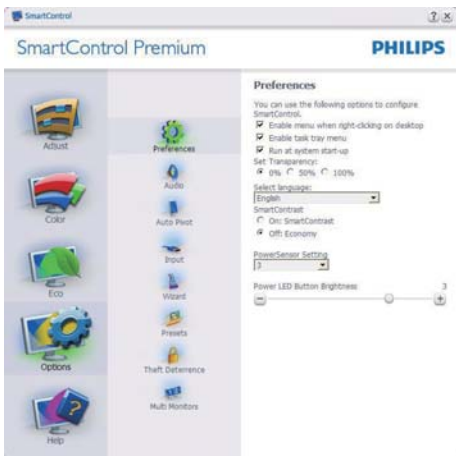 SmartControl
SmartControl Premium
PHILIPS
Adjust
Color
Eco
Options
Help
Preferences
Audio
Auto Pivot
Input
Wizard
Presets
Theft Deterrence
Multi Monitors
Preferences
You can use the following options to configure
SmartControl.
Enable menu when right-clicking on desktop
Enable task tray menu
Run at system start-up
Set Transparency:
0% 50% 100%
Select language:
English
SmartContrast
On: SmartContrast
Off: Economy
PowerSensor Setting
3
Power LED Button Brightness 3